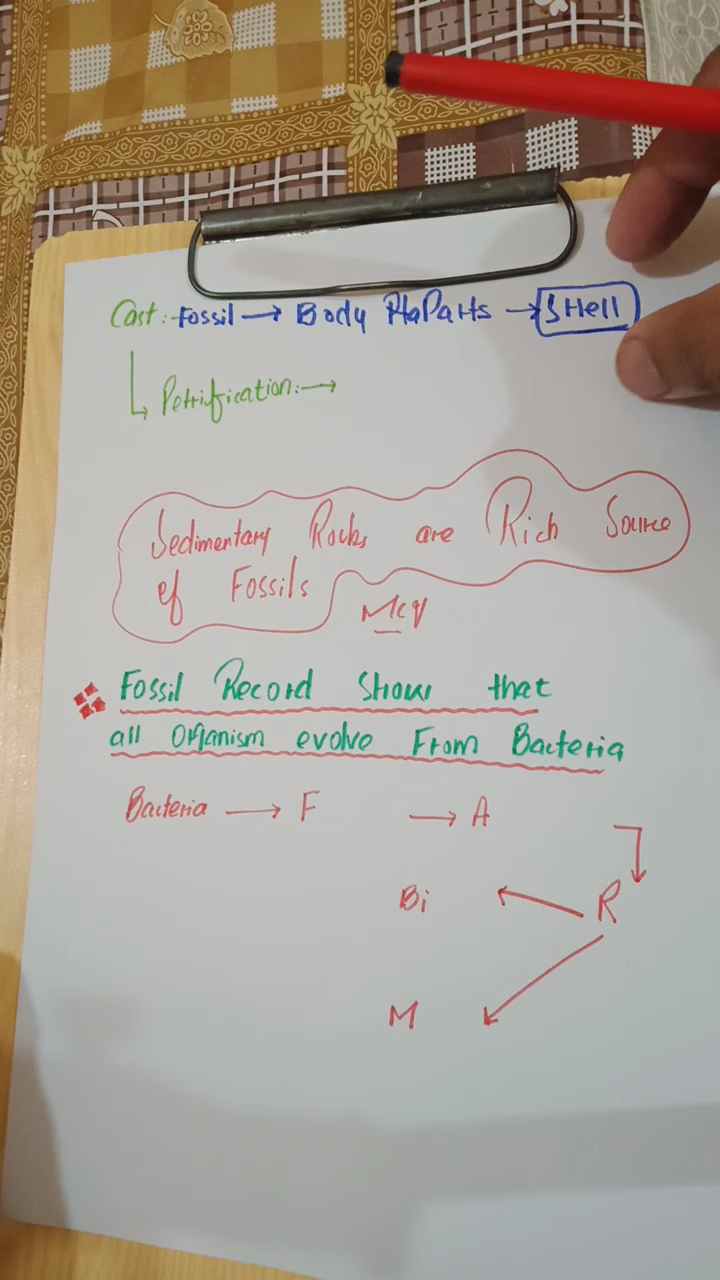 Cast:- Fossil → Body Parts → SHell
Petrification:- →
Sedimentary Rocks are Rich Source
of Fossils
Mcq
Fossil Record Show that
all Organism evolve From Bacteria
Bacteria → F → A
Bi R
M